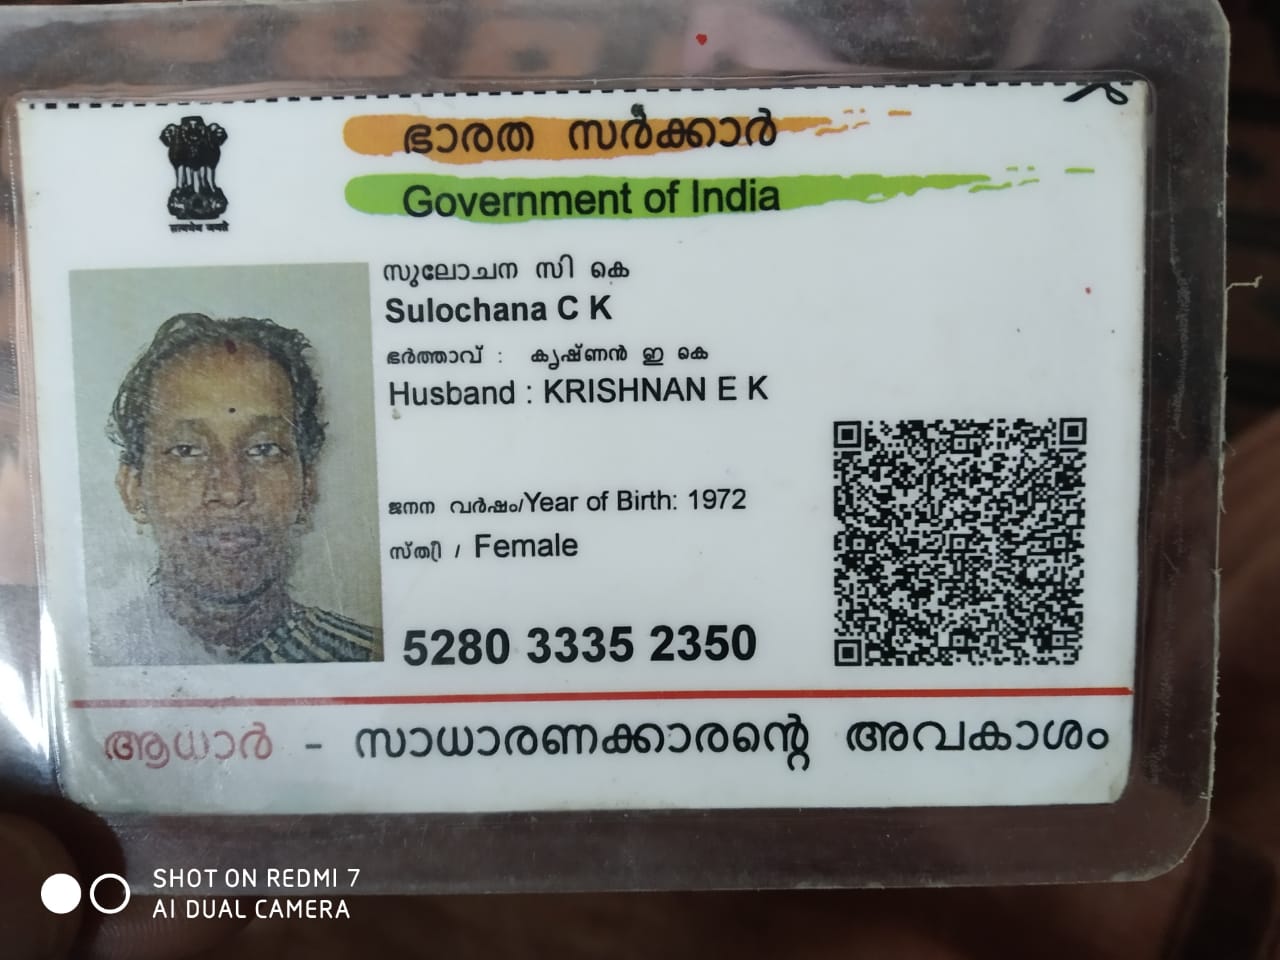 ഭാരത സർക്കാർ
Government of India
सत्यमेव जयते
സുലോചന സി കെ
Sulochana C K
ഭർത്താവ് : കൃഷ്ണൻ ഇ കെ
Husband : KRISHNAN E K
ജനന വർഷം/Year of Birth: 1972
സ്ത്രീ / Female
5280 3335 2350
ആധാർ - സാധാരണക്കാരന്റെ അവകാശം
SHOT ON REDMI 7
AI DUAL CAMERA